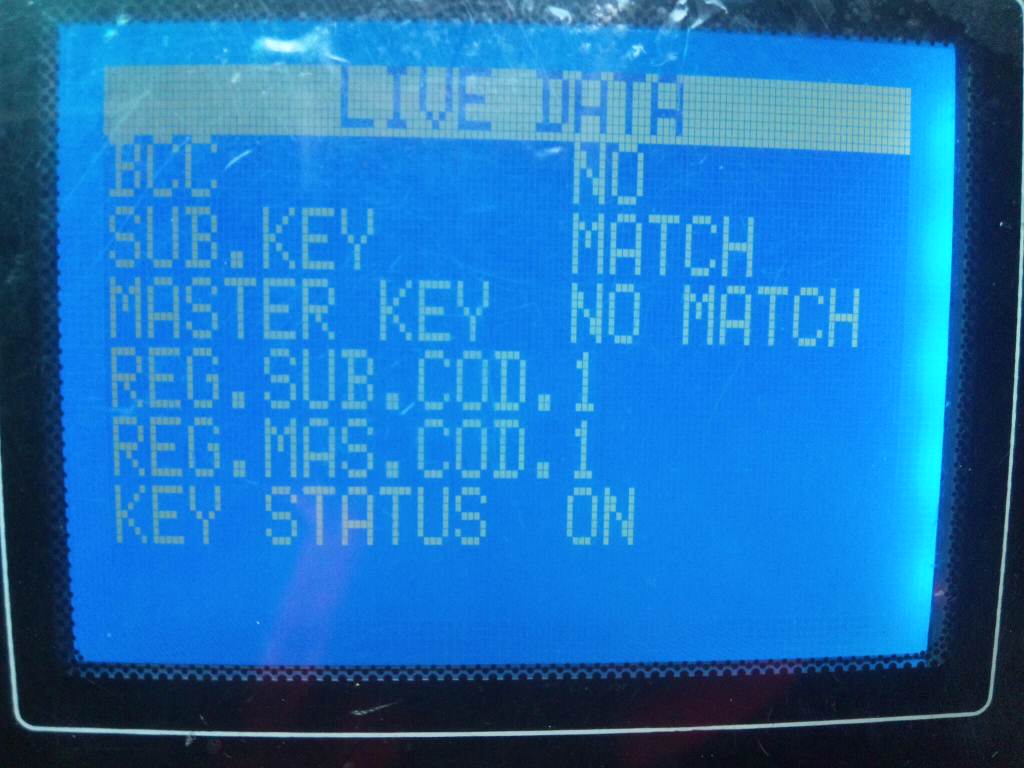 LIVE DATA
BCC NO
SUB.KEY MATCH
MASTER KEY NO MATCH
REG.SUB.COD.1
REG.MAS.COD.1
KEY STATUS ON